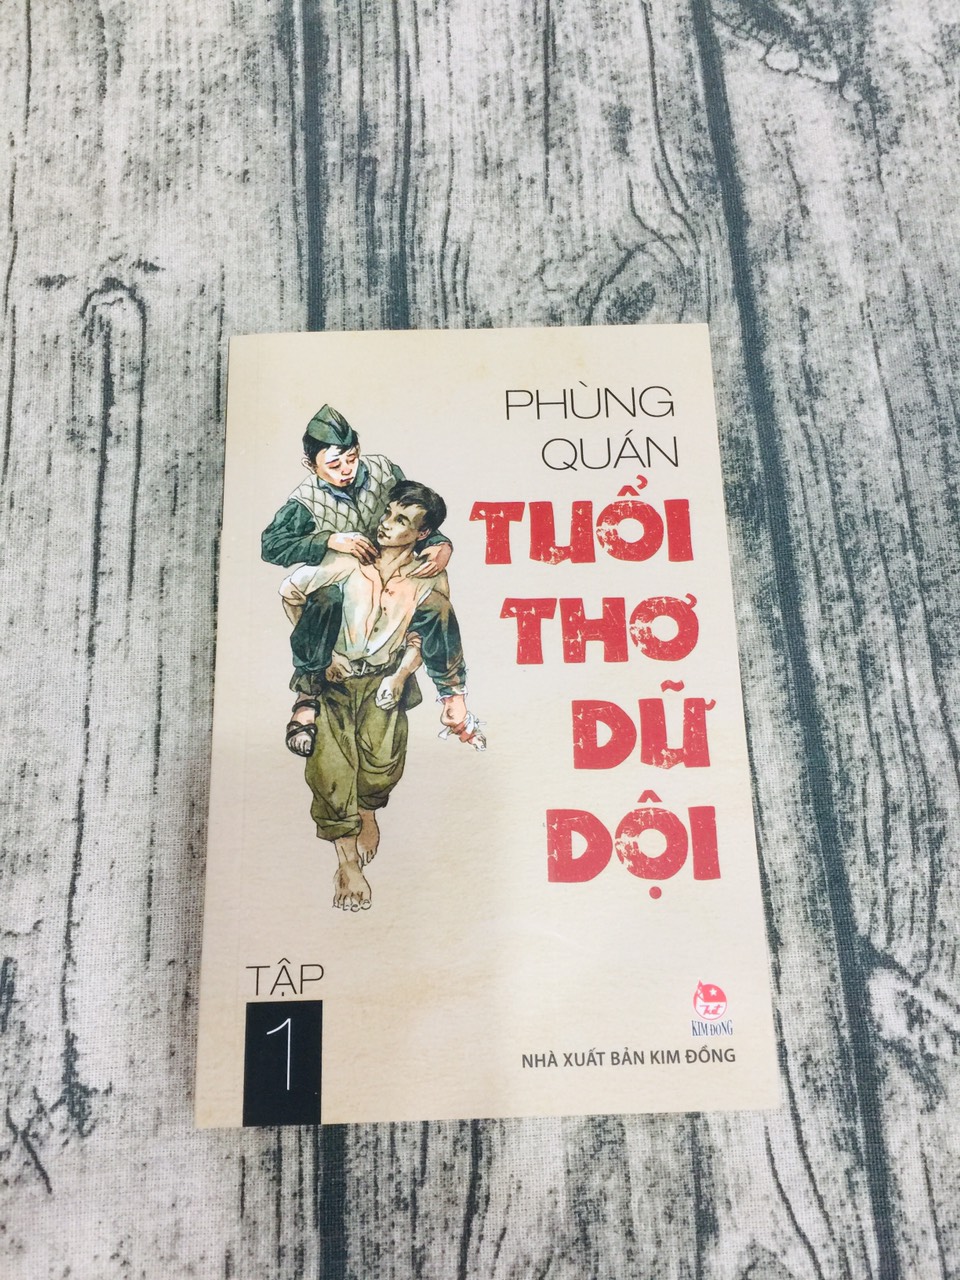 PHÙNG
QUÁN
TUỔI
THƠ
DỮ
DỘI
TẬP
1
KIM ĐỒNG
NHÀ XUẤT BẢN KIM ĐỒNG